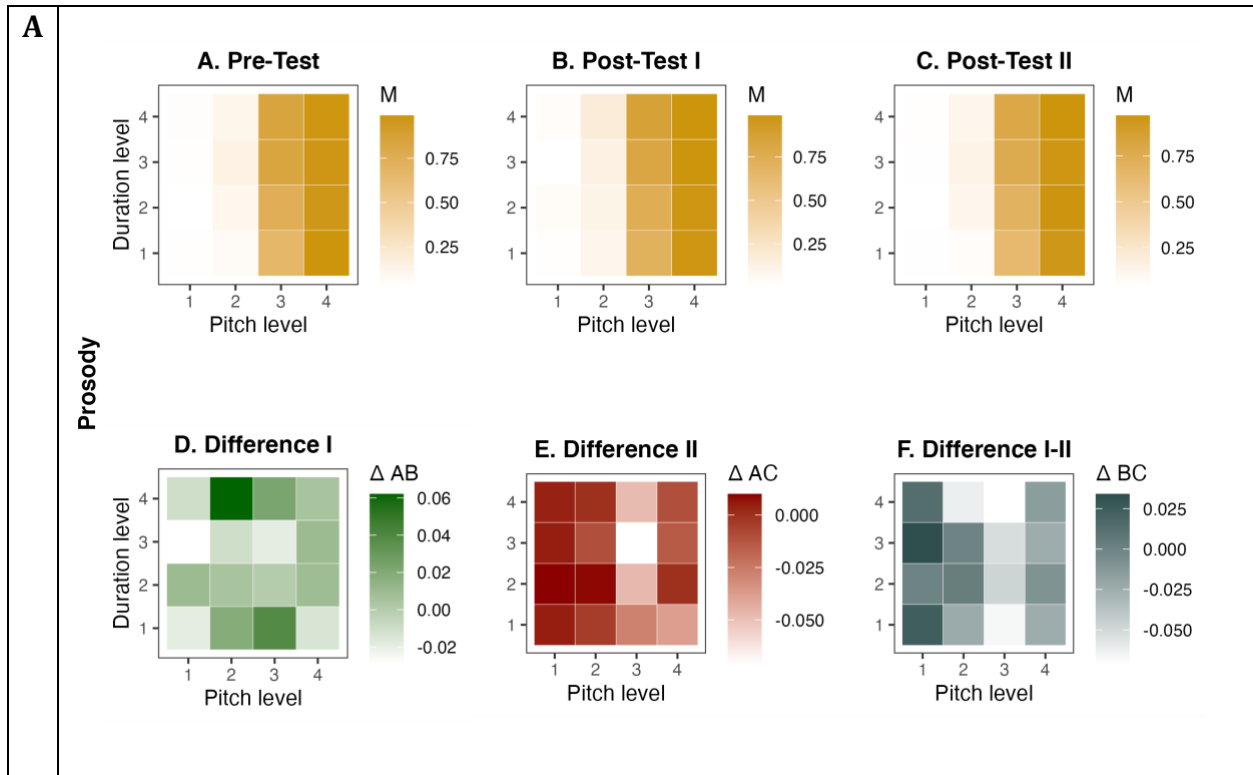 A
Prosody
A. Pre-Test
B. Post-Test I
C. Post-Test II
Duration level
4
3
2
1
1 2 3 4
Pitch level
M
0.75
0.50
0.25
4
3
2
1
1 2 3 4
Pitch level
M
0.75
0.50
0.25
4
3
2
1
1 2 3 4
Pitch level
M
0.75
0.50
0.25
D. Difference I
E. Difference II
F. Difference I-II
Duration level
4
3
2
1
1 2 3 4
Pitch level
Δ AB
0.06
0.04
0.02
0.00
-0.02
4
3
2
1
1 2 3 4
Pitch level
Δ AC
0.000
-0.025
-0.050
4
3
2
1
1 2 3 4
Pitch level
Δ BC
0.025
0.000
-0.025
-0.050